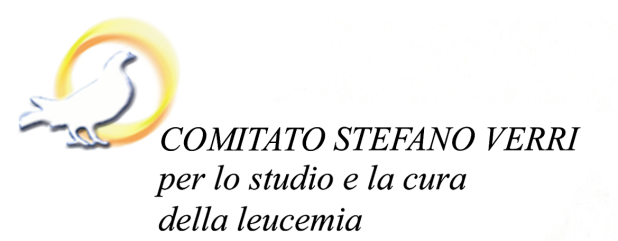 COMITATO STEFANO VERRI
per lo studio e la cura
della leucemia